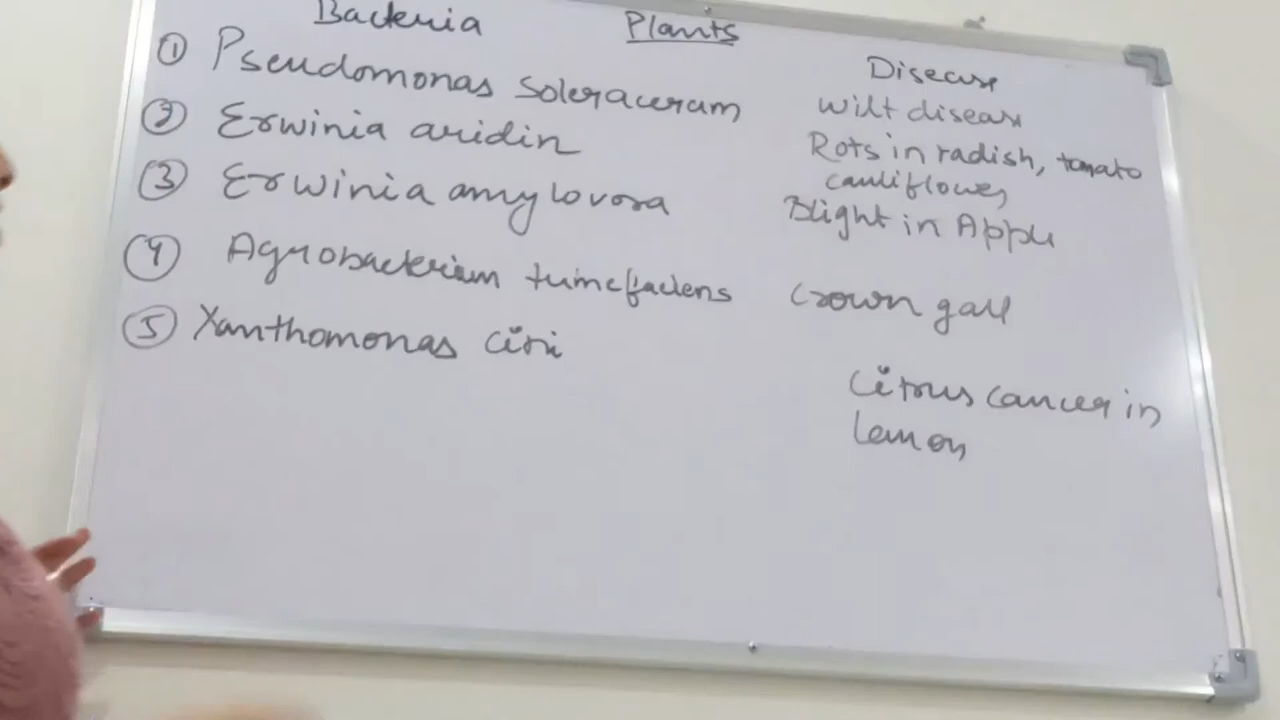 Bacteria Plants Disease
① Pseudomonas Soleraceram wilt disease
② Erwinia aridin Rots in radish, tomato
cauliflower
③ Erwinia amylovora Blight in Apple
④ Agrobacterium tumefaciens Crown gall
⑤ Xanthomonas Citri
Citrus cancer in
lemon